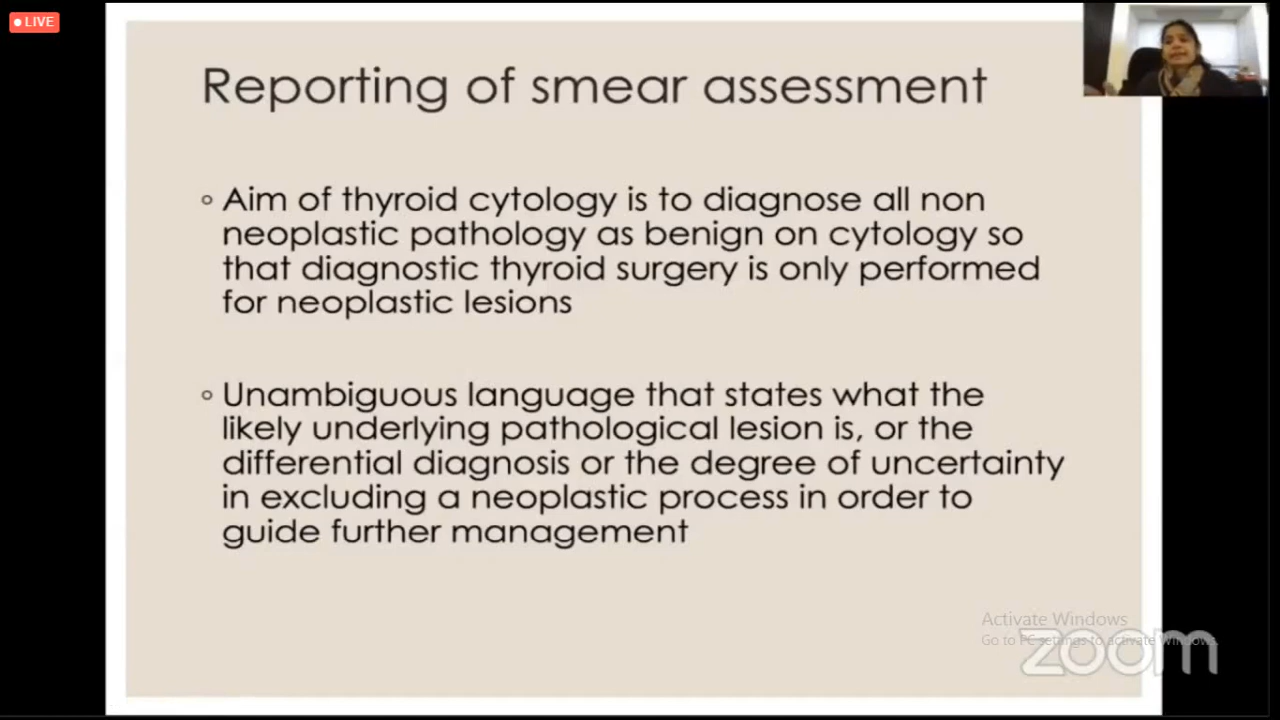 LIVE
Reporting of smear assessment
◦ Aim of thyroid cytology is to diagnose all non
neoplastic pathology as benign on cytology so
that diagnostic thyroid surgery is only performed
for neoplastic lesions
◦ Unambiguous language that states what the
likely underlying pathological lesion is, or the
differential diagnosis or the degree of uncertainty
in excluding a neoplastic process in order to
guide further management
Activate Windows
Go to PC settings to activate Windows.
zoom